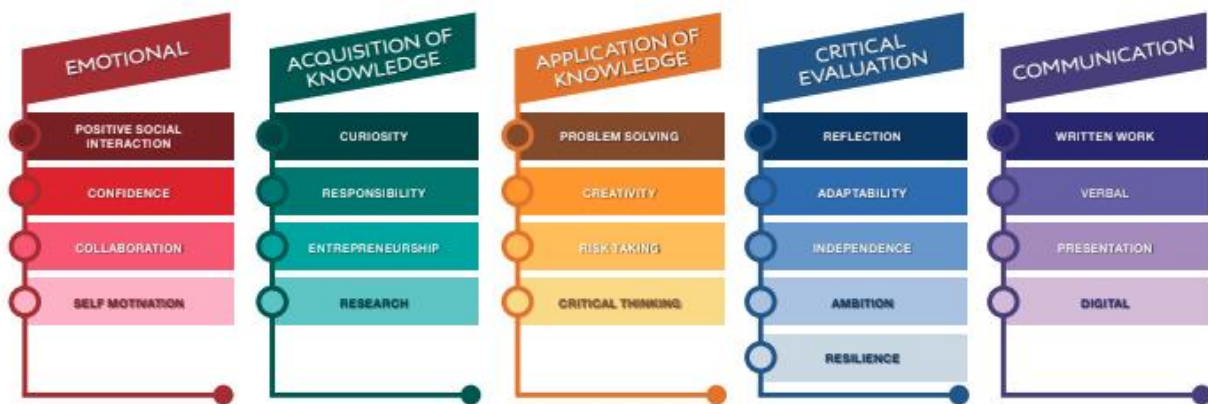 EMOTIONAL
POSITIVE SOCIAL
INTERACTION
CONFIDENCE
COLLABORATION
SELF MOTIVATION
ACQUISITION OF
KNOWLEDGE
CURIOSITY
RESPONSIBILITY
ENTREPRENEURSHIP
RESEARCH
APPLICATION OF
KNOWLEDGE
PROBLEM SOLVING
CREATIVITY
RISK TAKING
CRITICAL THINKING
CRITICAL
EVALUATION
REFLECTION
ADAPTABILITY
INDEPENDENCE
AMBITION
RESILIENCE
COMMUNICATION
WRITTEN WORK
VERBAL
PRESENTATION
DIGITAL